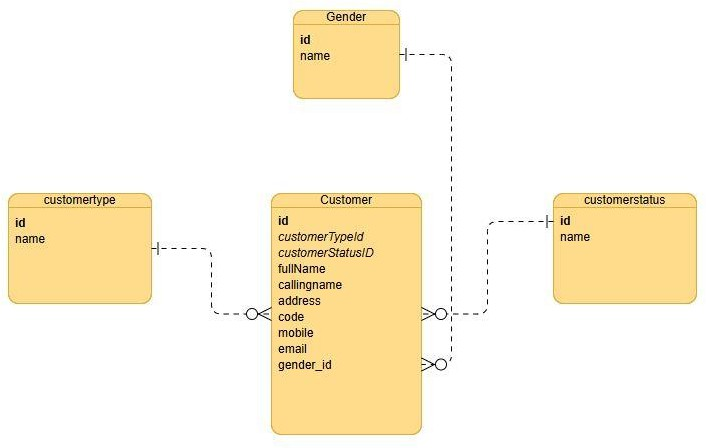 Gender
id
name
customertype
id
name
Customer
id
customerTypeId
customerStatusID
fullName
callingname
address
code
mobile
email
gender_id
customerstatus
id
name